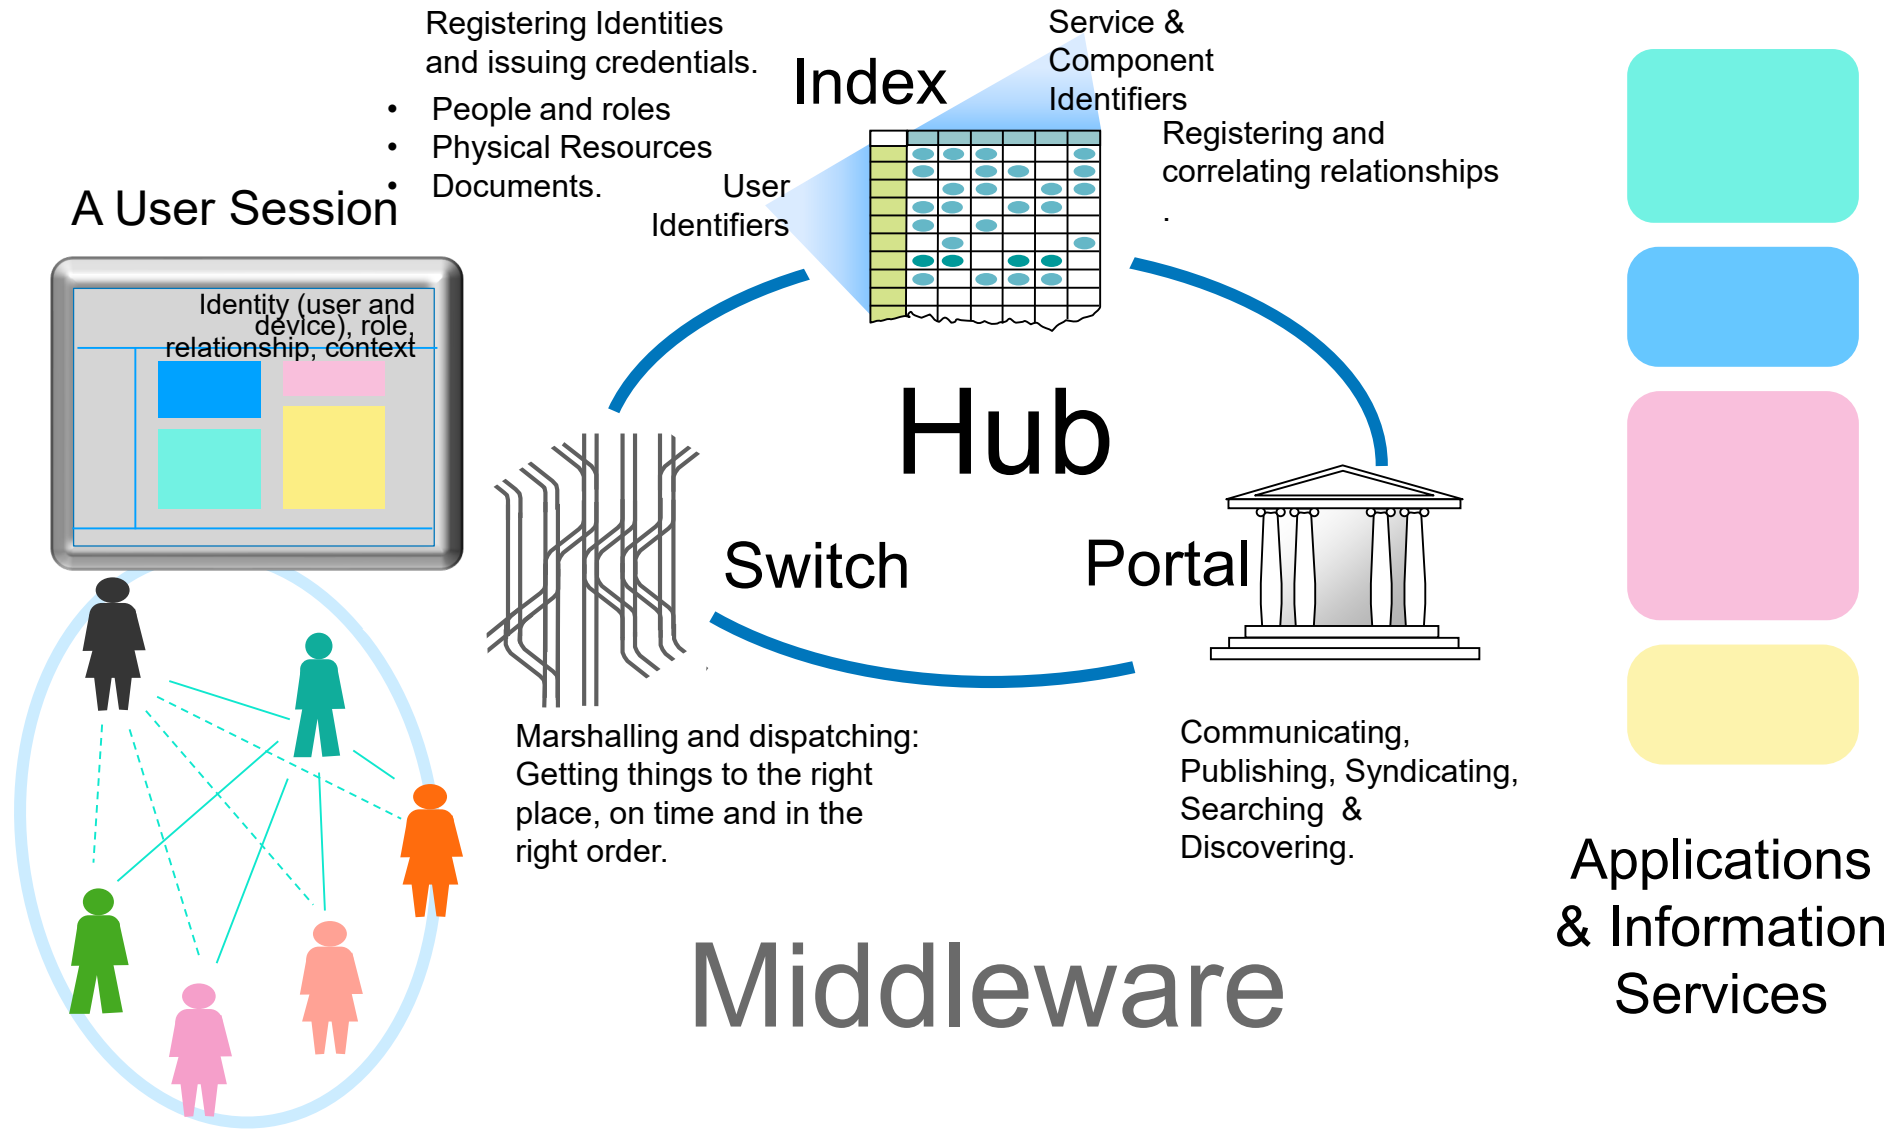 Registering Identities
and issuing credentials.
• People and roles
• Physical Resources
• Documents.
Index
Service &
Component
Identifiers
Registering and
correlating relationships
.
User
Identifiers
A User Session
Identity (user and
device), role,
relationship, context
Hub
Switch
Portal
Marshalling and dispatching:
Getting things to the right
place, on time and in the
right order.
Communicating,
Publishing, Syndicating,
Searching &
Discovering.
Middleware
Applications
& Information
Services